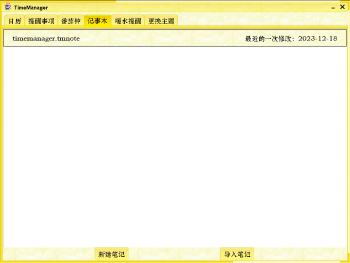 TimeManager
日历 提醒事项 番茄钟 记事本 喝水提醒 更换主题
timemanager.tmnote 最近的一次修改：2023-12-18
新建笔记 导入笔记